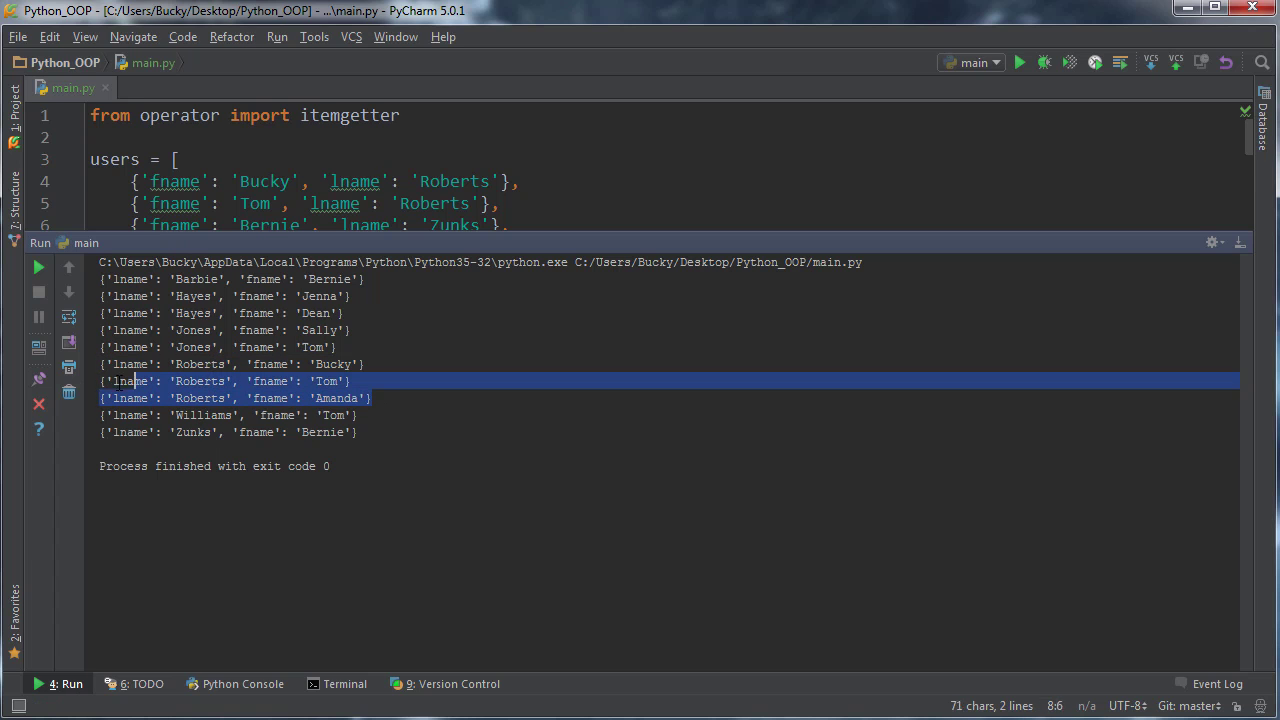 Python_OOP - [C:/Users/Bucky/Desktop/Python_OOP] - ...\main.py - PyCharm 5.0.1
File Edit View Navigate Code Refactor Run Tools VCS Window Help
Python_OOP main.py main VCS VCS
main.py
1: Project
7: Structure
2: Favorites
Database
1 from operator import itemgetter
2
3 users = [
4 {'fname': 'Bucky', 'lname': 'Roberts'},
5 {'fname': 'Tom', 'lname': 'Roberts'},
6 {'fname': 'Bernie', 'lname': 'Zunks'},
Run main
C:\Users\Bucky\AppData\Local\Programs\Python\Python35-32\python.exe C:/Users/Bucky/Desktop/Python_OOP/main.py
{'lname': 'Barbie', 'fname': 'Bernie'}
{'lname': 'Hayes', 'fname': 'Jenna'}
{'lname': 'Hayes', 'fname': 'Dean'}
{'lname': 'Jones', 'fname': 'Sally'}
{'lname': 'Jones', 'fname': 'Tom'}
{'lname': 'Roberts', 'fname': 'Bucky'}
{'lname': 'Roberts', 'fname': 'Tom'}
{'lname': 'Roberts', 'fname': 'Amanda'}
{'lname': 'Williams', 'fname': 'Tom'}
{'lname': 'Zunks', 'fname': 'Bernie'}
Process finished with exit code 0
4: Run 6: TODO Python Console Terminal 9: Version Control Event Log
71 chars, 2 lines 8:6 n/a UTF-8 Git: master